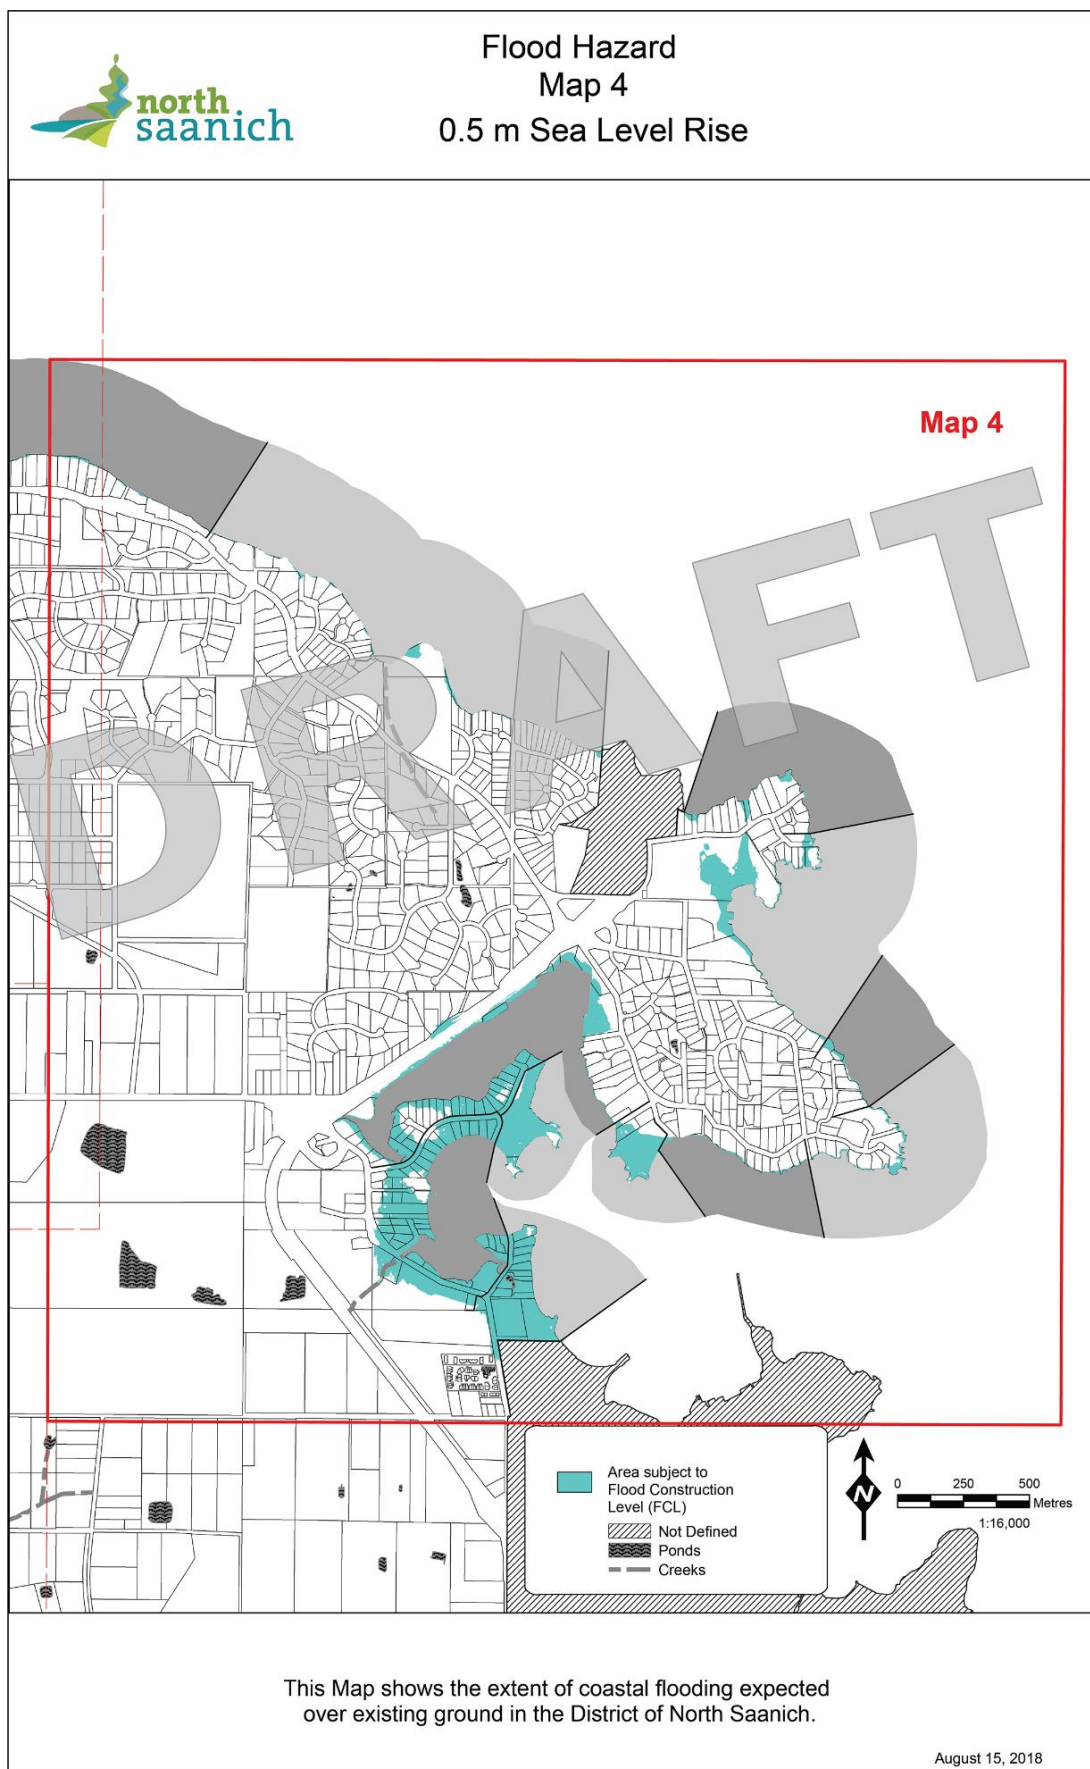 north
saanich
Flood Hazard
Map 4
0.5 m Sea Level Rise
Map 4
DRAFT
Area subject to
Flood Construction
Level (FCL)
Not Defined
Ponds
Creeks
N
0 250 500
Metres
1:16,000
This Map shows the extent of coastal flooding expected
over existing ground in the District of North Saanich.
August 15, 2018